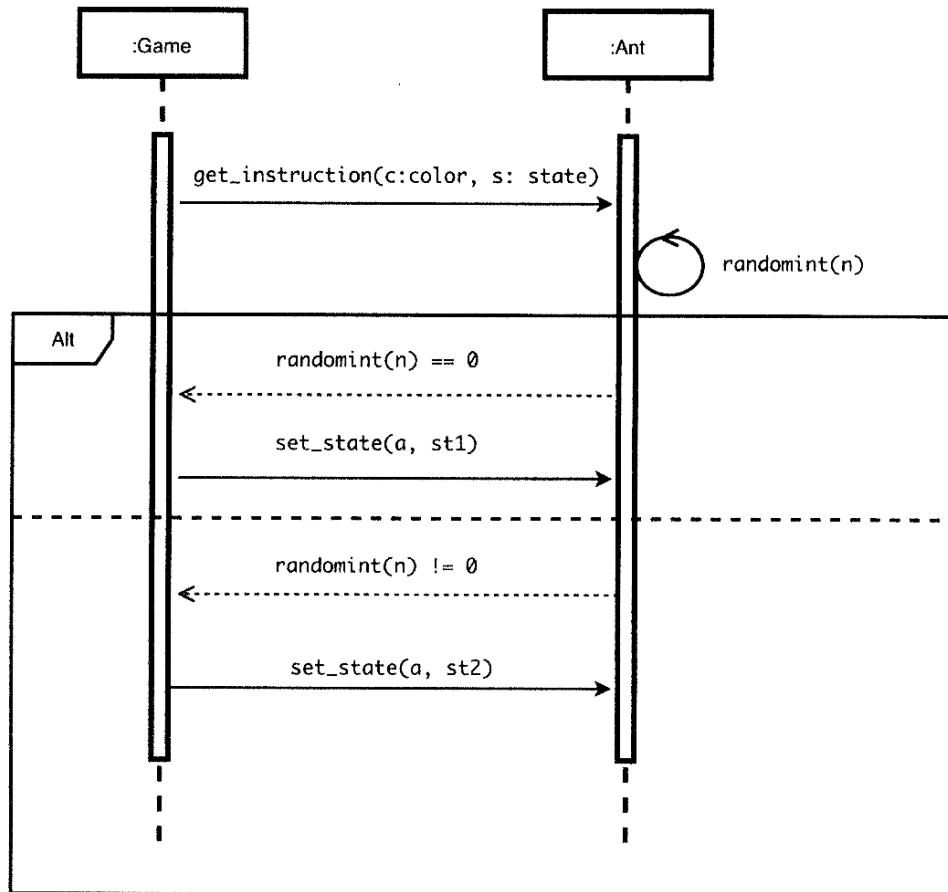 :Game
:Ant
get_instruction(c:color, s: state)
randomint(n)
Alt
randomint(n) == 0
set_state(a, st1)
randomint(n) != 0
set_state(a, st2)